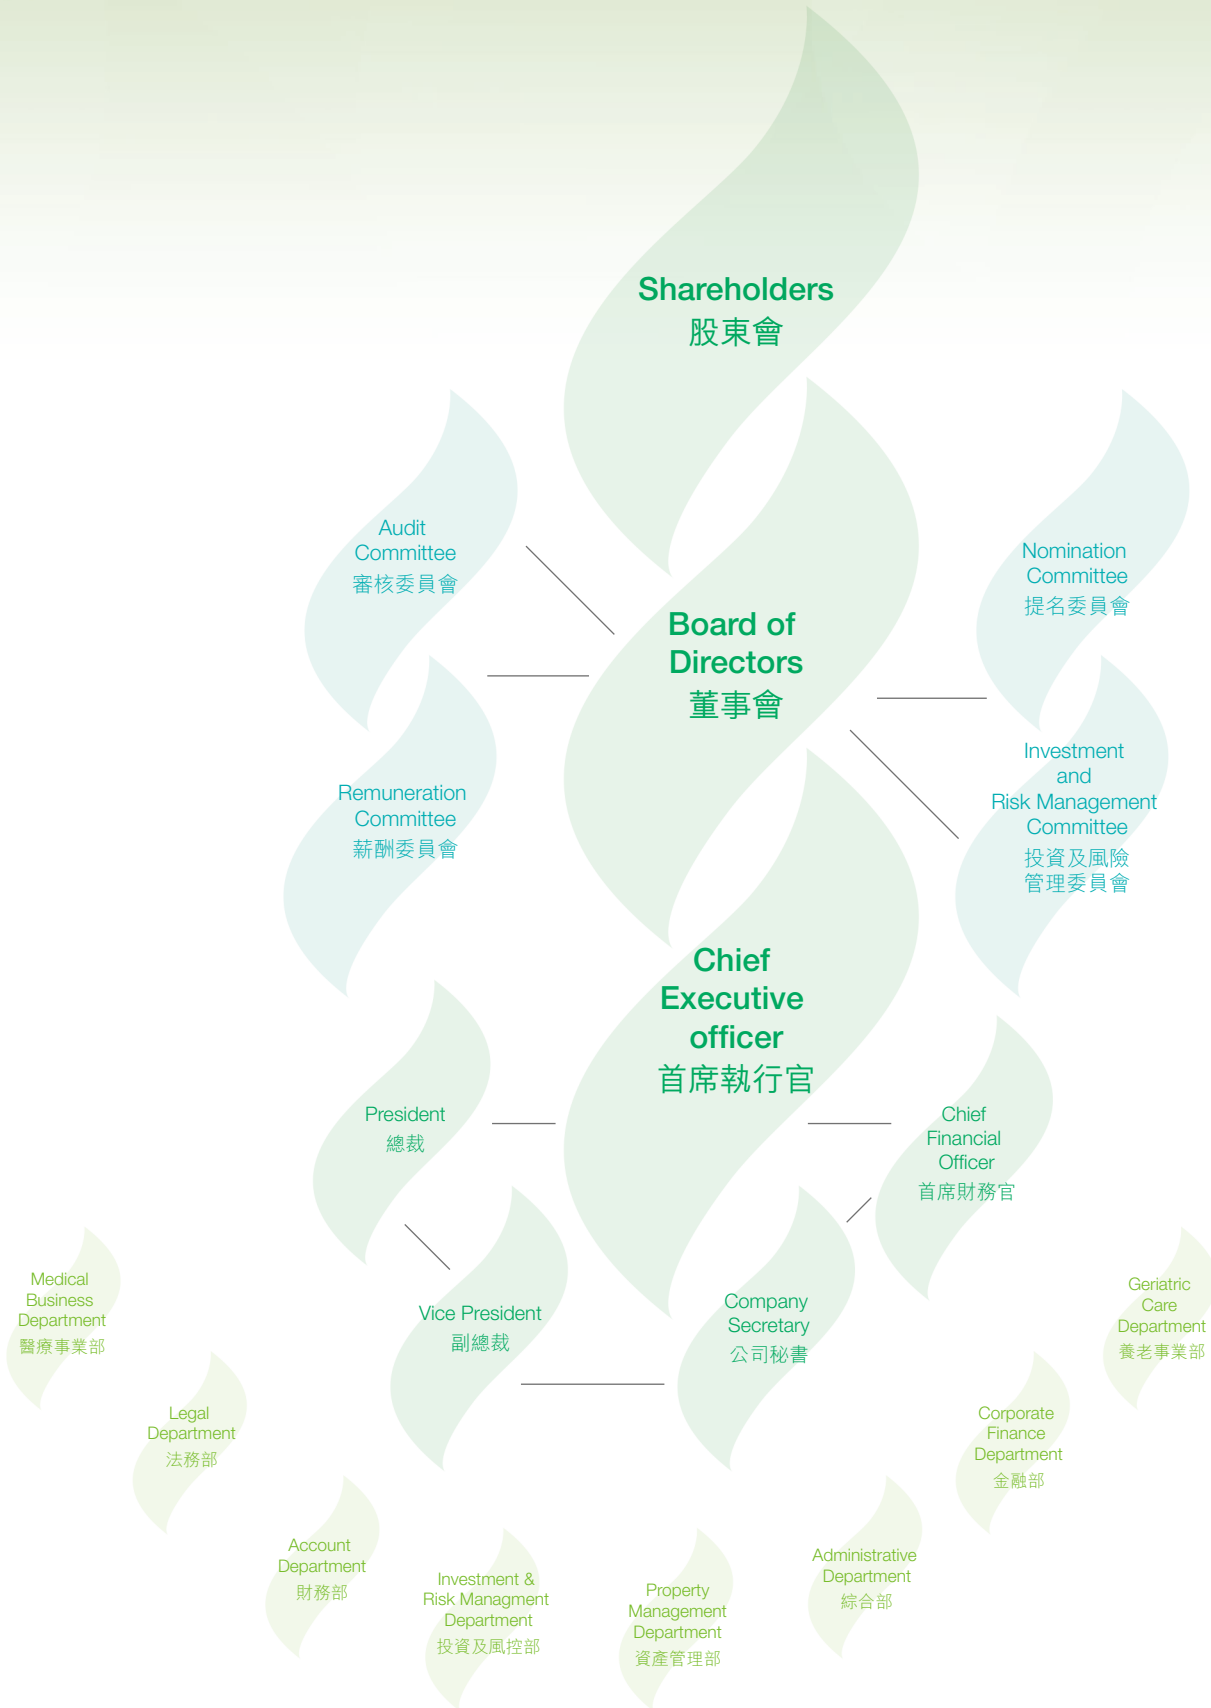 Shareholders
股東會
Audit
Committee
審核委員會
Nomination
Committee
提名委員會
Board of
Directors
董事會
Remuneration
Committee
薪酬委員會
Investment
and
Risk Management
Committee
投資及風險
管理委員會
Chief
Executive
officer
首席執行官
President
總裁
Chief
Financial
Officer
首席財務官
Vice President
副總裁
Company
Secretary
公司秘書
Medical
Business
Department
醫療事業部
Legal
Department
法務部
Account
Department
財務部
Investment &
Risk Managment
Department
投資及風控部
Property
Management
Department
資產管理部
Administrative
Department
綜合部
Corporate
Finance
Department
金融部
Geriatric
Care
Department
養老事業部